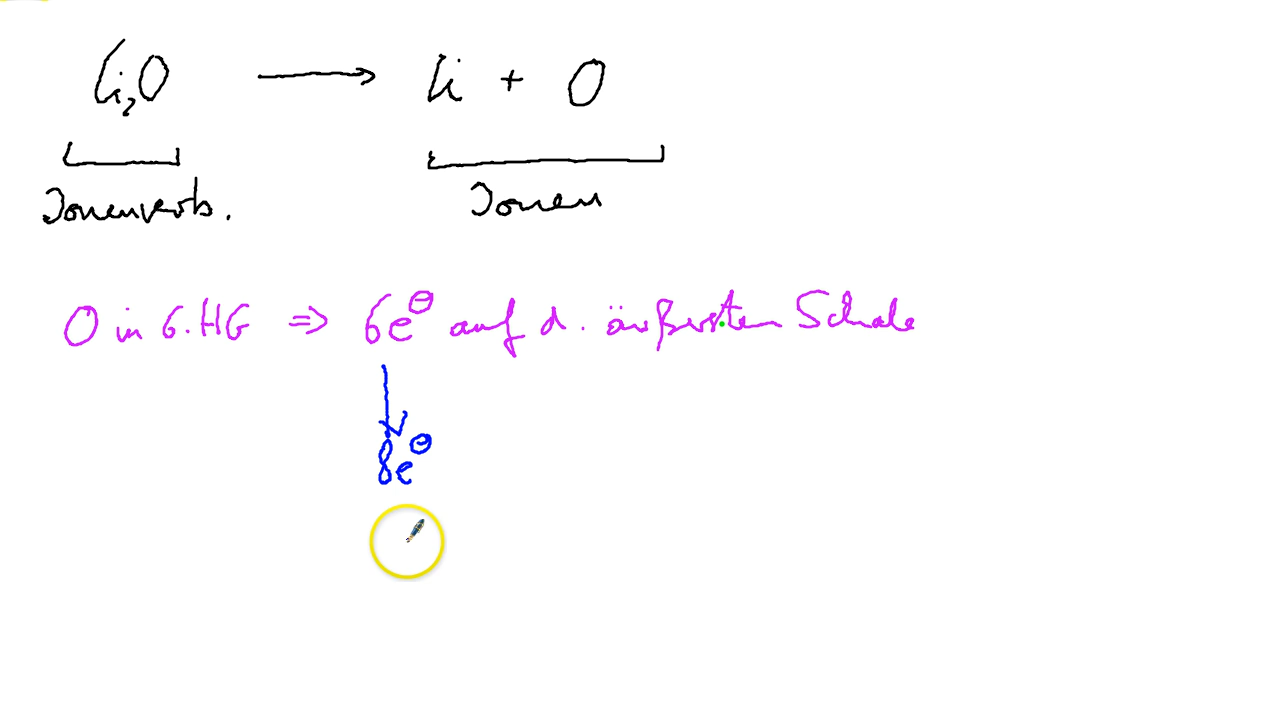 Li₂O ⟶ Li + O
Ionenverb. Ionen
O in 6.HG ⇒ 6e⊖ auf d. äußersten Schale
8e⊖